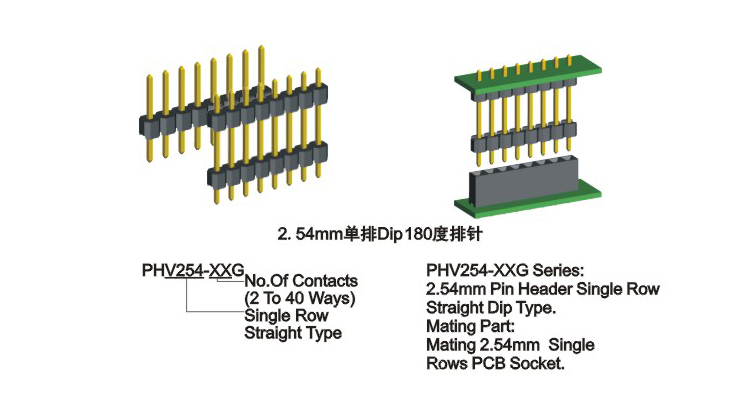 2. 54mm单排Dip180度排针
PHV254-XXG
No.Of Contacts
(2 To 40 Ways)
Single Row
Straight Type
PHV254-XXG Series:
2.54mm Pin Header Single Row
Straight Dip Type.
Mating Part:
Mating 2.54mm  Single
Rows PCB Socket.